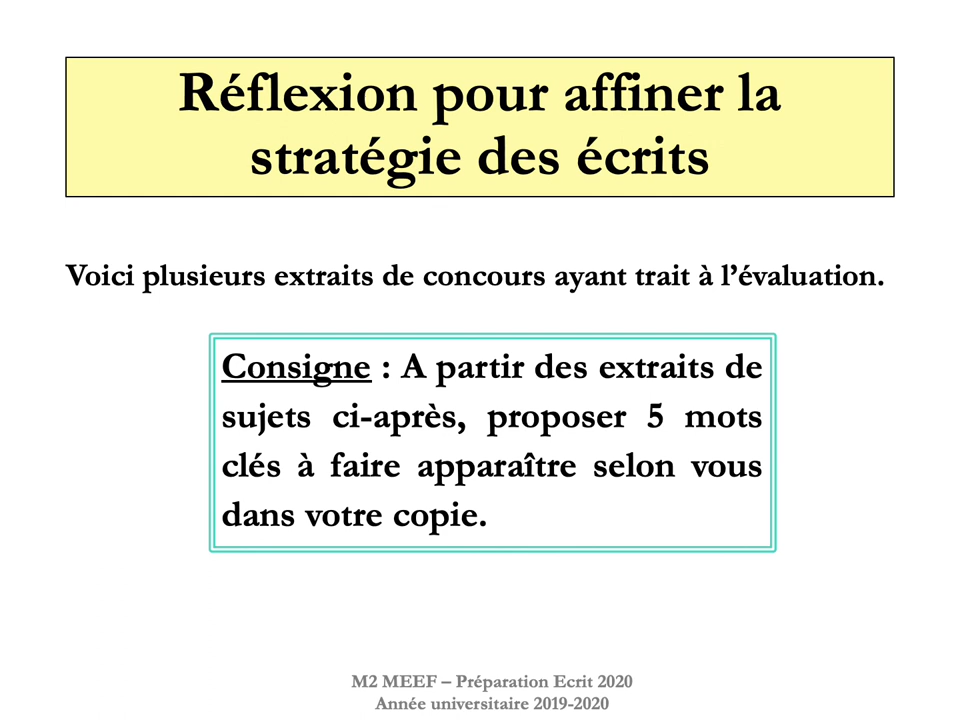 Réflexion pour affiner la
stratégie des écrits
Voici plusieurs extraits de concours ayant trait à l’évaluation.
Consigne : A partir des extraits de
sujets ci-après, proposer 5 mots
clés à faire apparaître selon vous
dans votre copie.
M2 MEEF – Préparation Ecrit 2020
Année universitaire 2019-2020